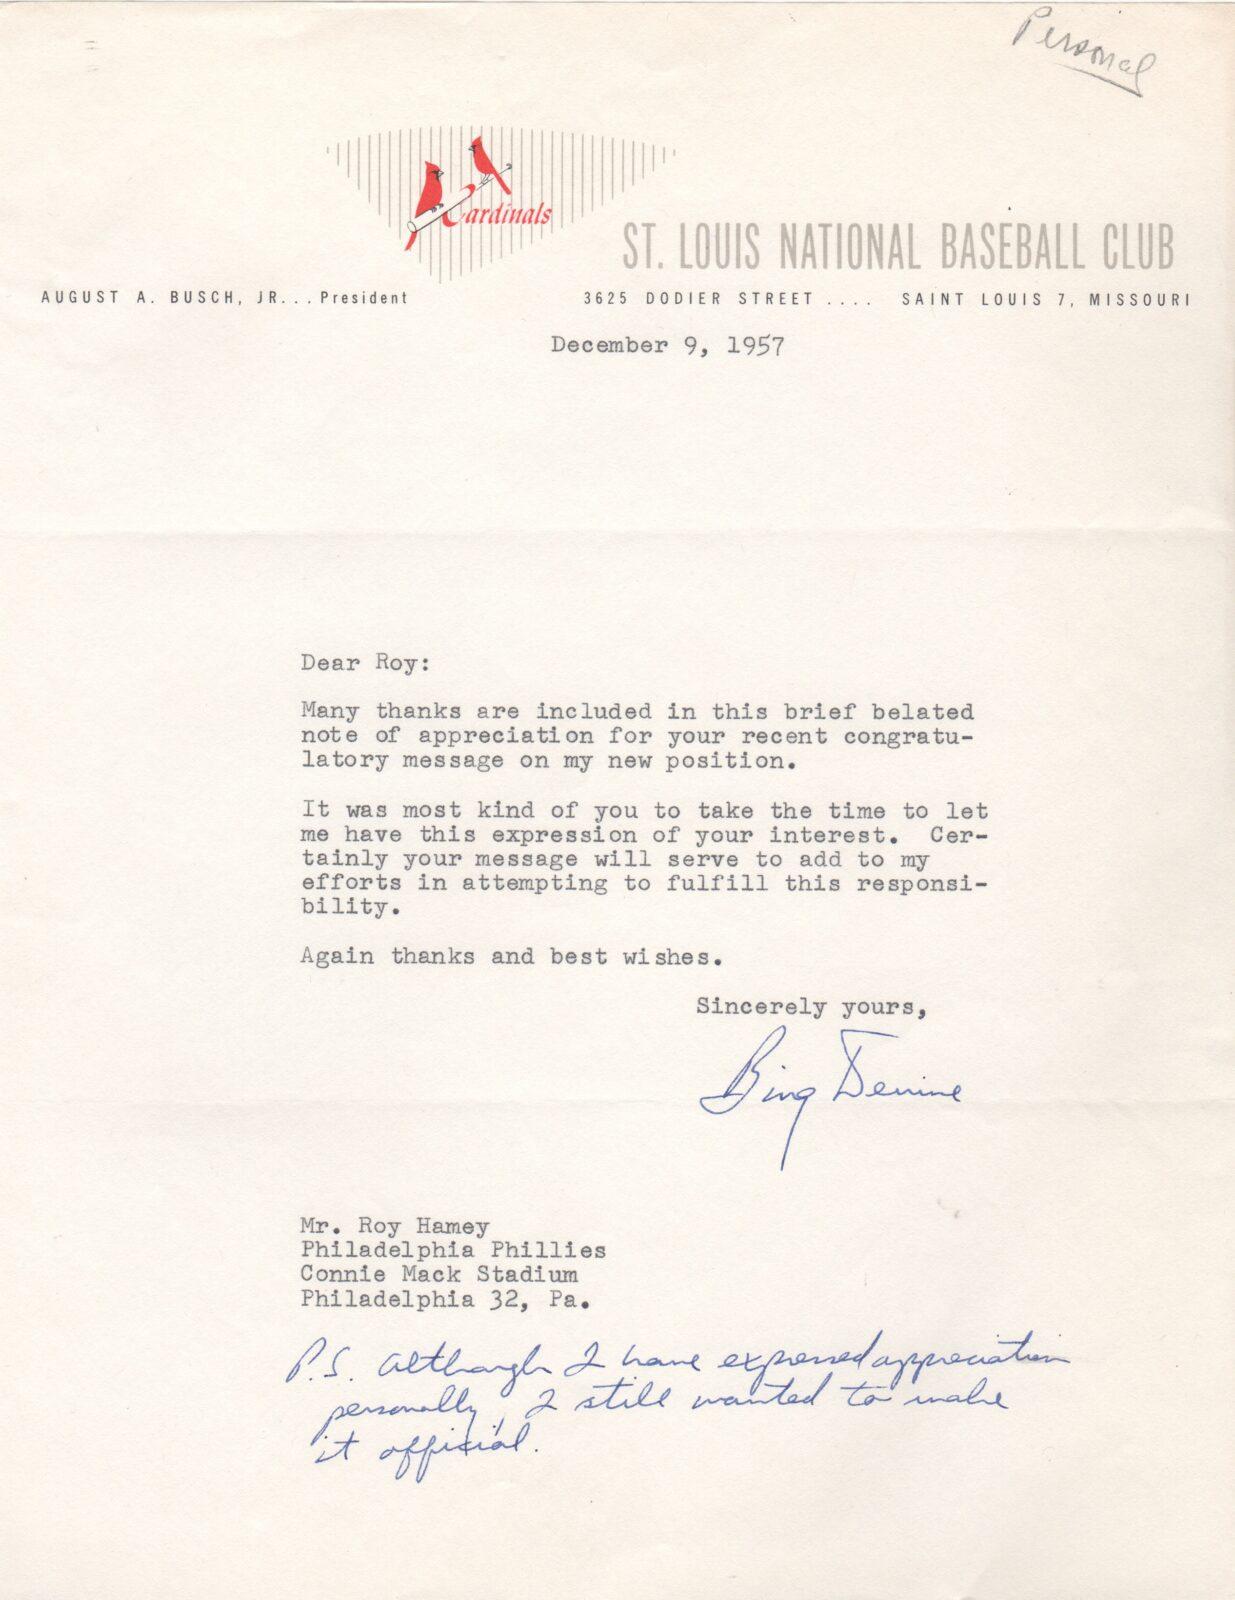 Personal
Cardinals
ST. LOUIS NATIONAL BASEBALL CLUB
AUGUST A. BUSCH, JR... President
3625 DODIER STREET .... SAINT LOUIS 7, MISSOURI
December 9, 1957
Dear Roy:
Many thanks are included in this brief belated
note of appreciation for your recent congratu-
latory message on my new position.
It was most kind of you to take the time to let
me have this expression of your interest. Cer-
tainly your message will serve to add to my
efforts in attempting to fulfill this responsi-
bility.
Again thanks and best wishes.
Sincerely yours,
Bing Devine
Mr. Roy Hamey
Philadelphia Phillies
Connie Mack Stadium
Philadelphia 32, Pa.
P.S. Although I have expressed appreciation
personally, I still wanted to make
it official.